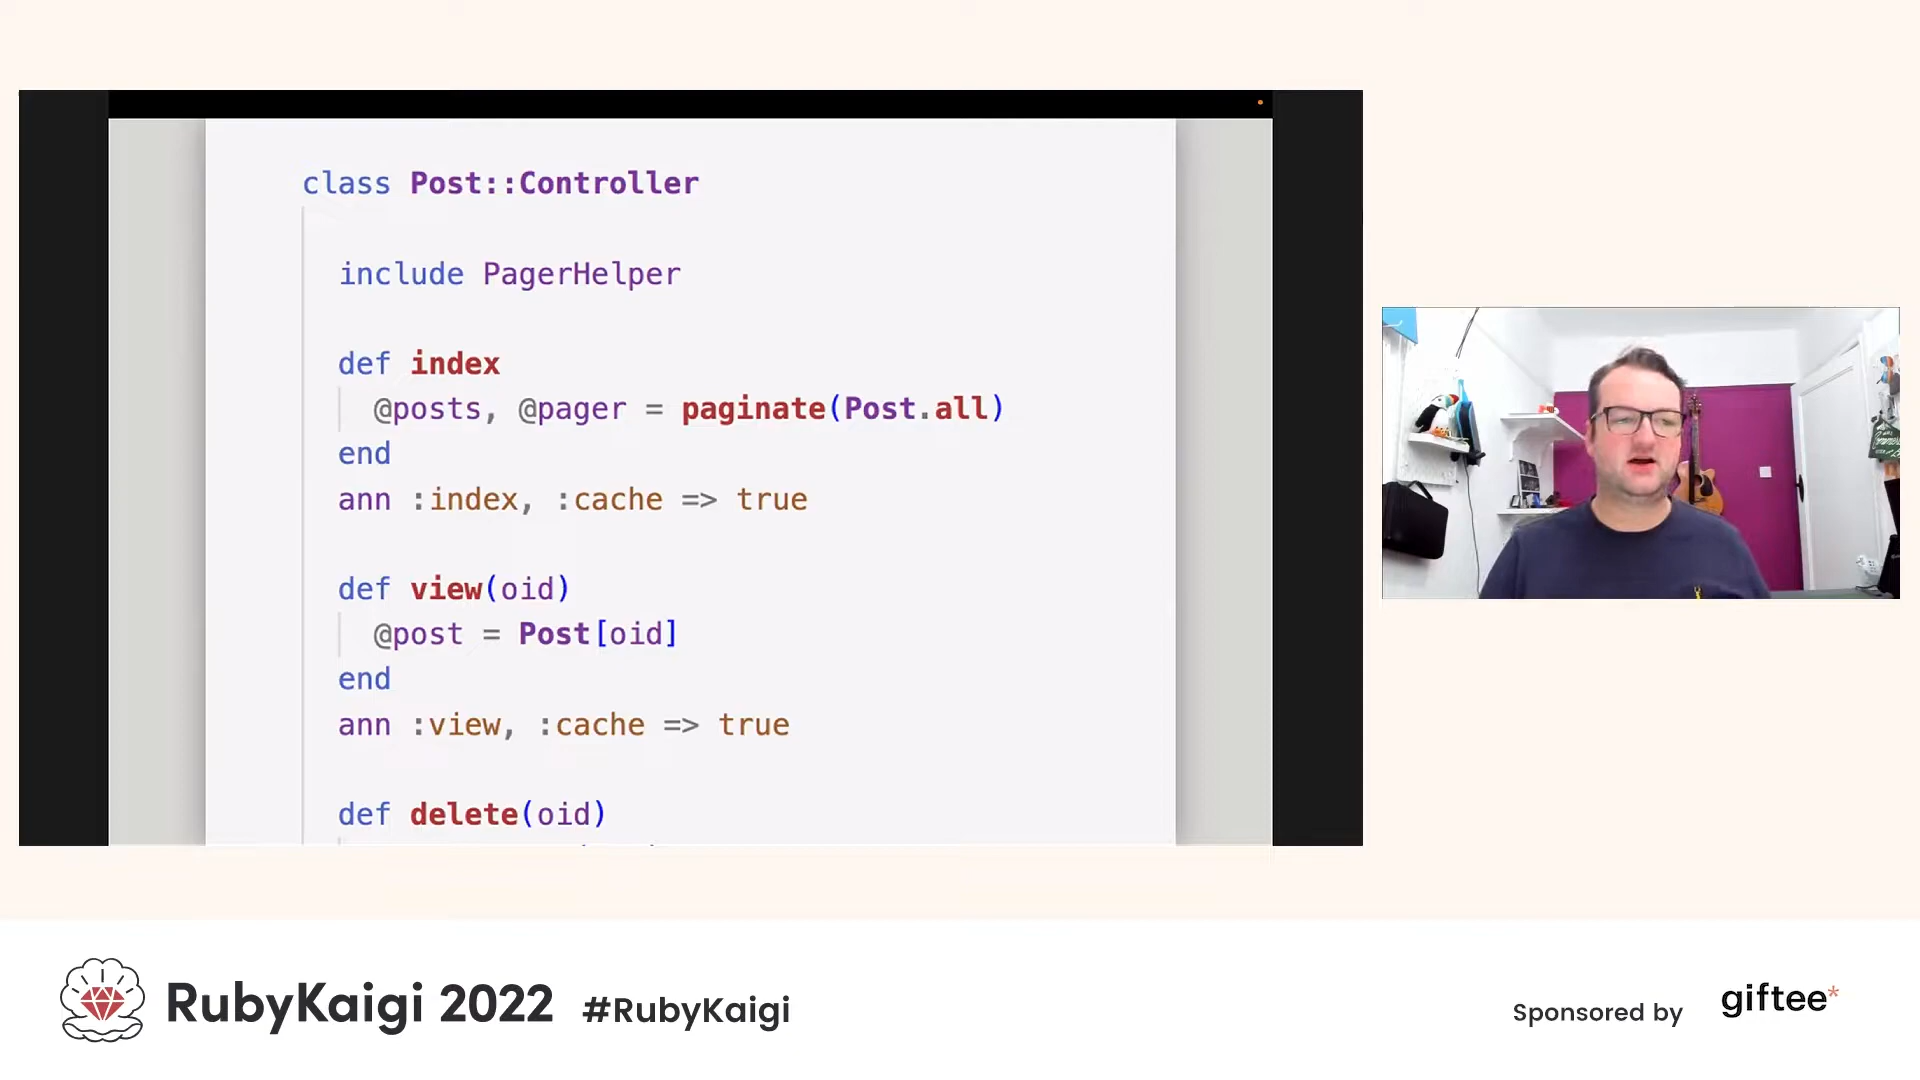 class Post::Controller
include PagerHelper
def index
@posts, @pager = paginate(Post.all)
end
ann :index, :cache => true
def view(oid)
@post = Post[oid]
end
ann :view, :cache => true
def delete(oid)
RubyKaigi 2022 #RubyKaigi
Sponsored by giftee*